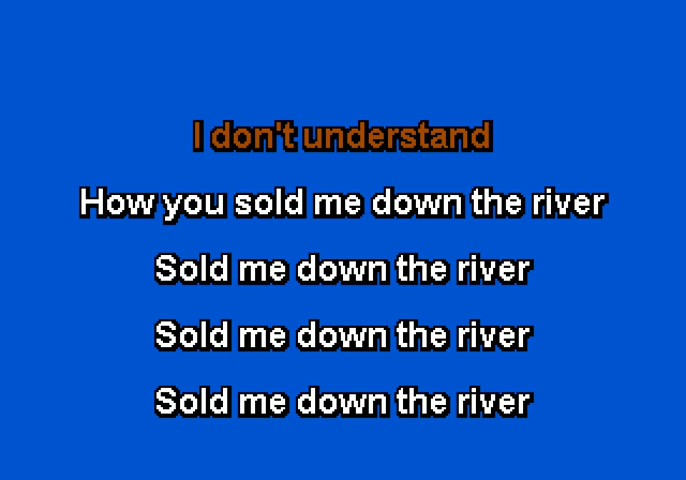 I don't understand
How you sold me down the river
Sold me down the river
Sold me down the river
Sold me down the river